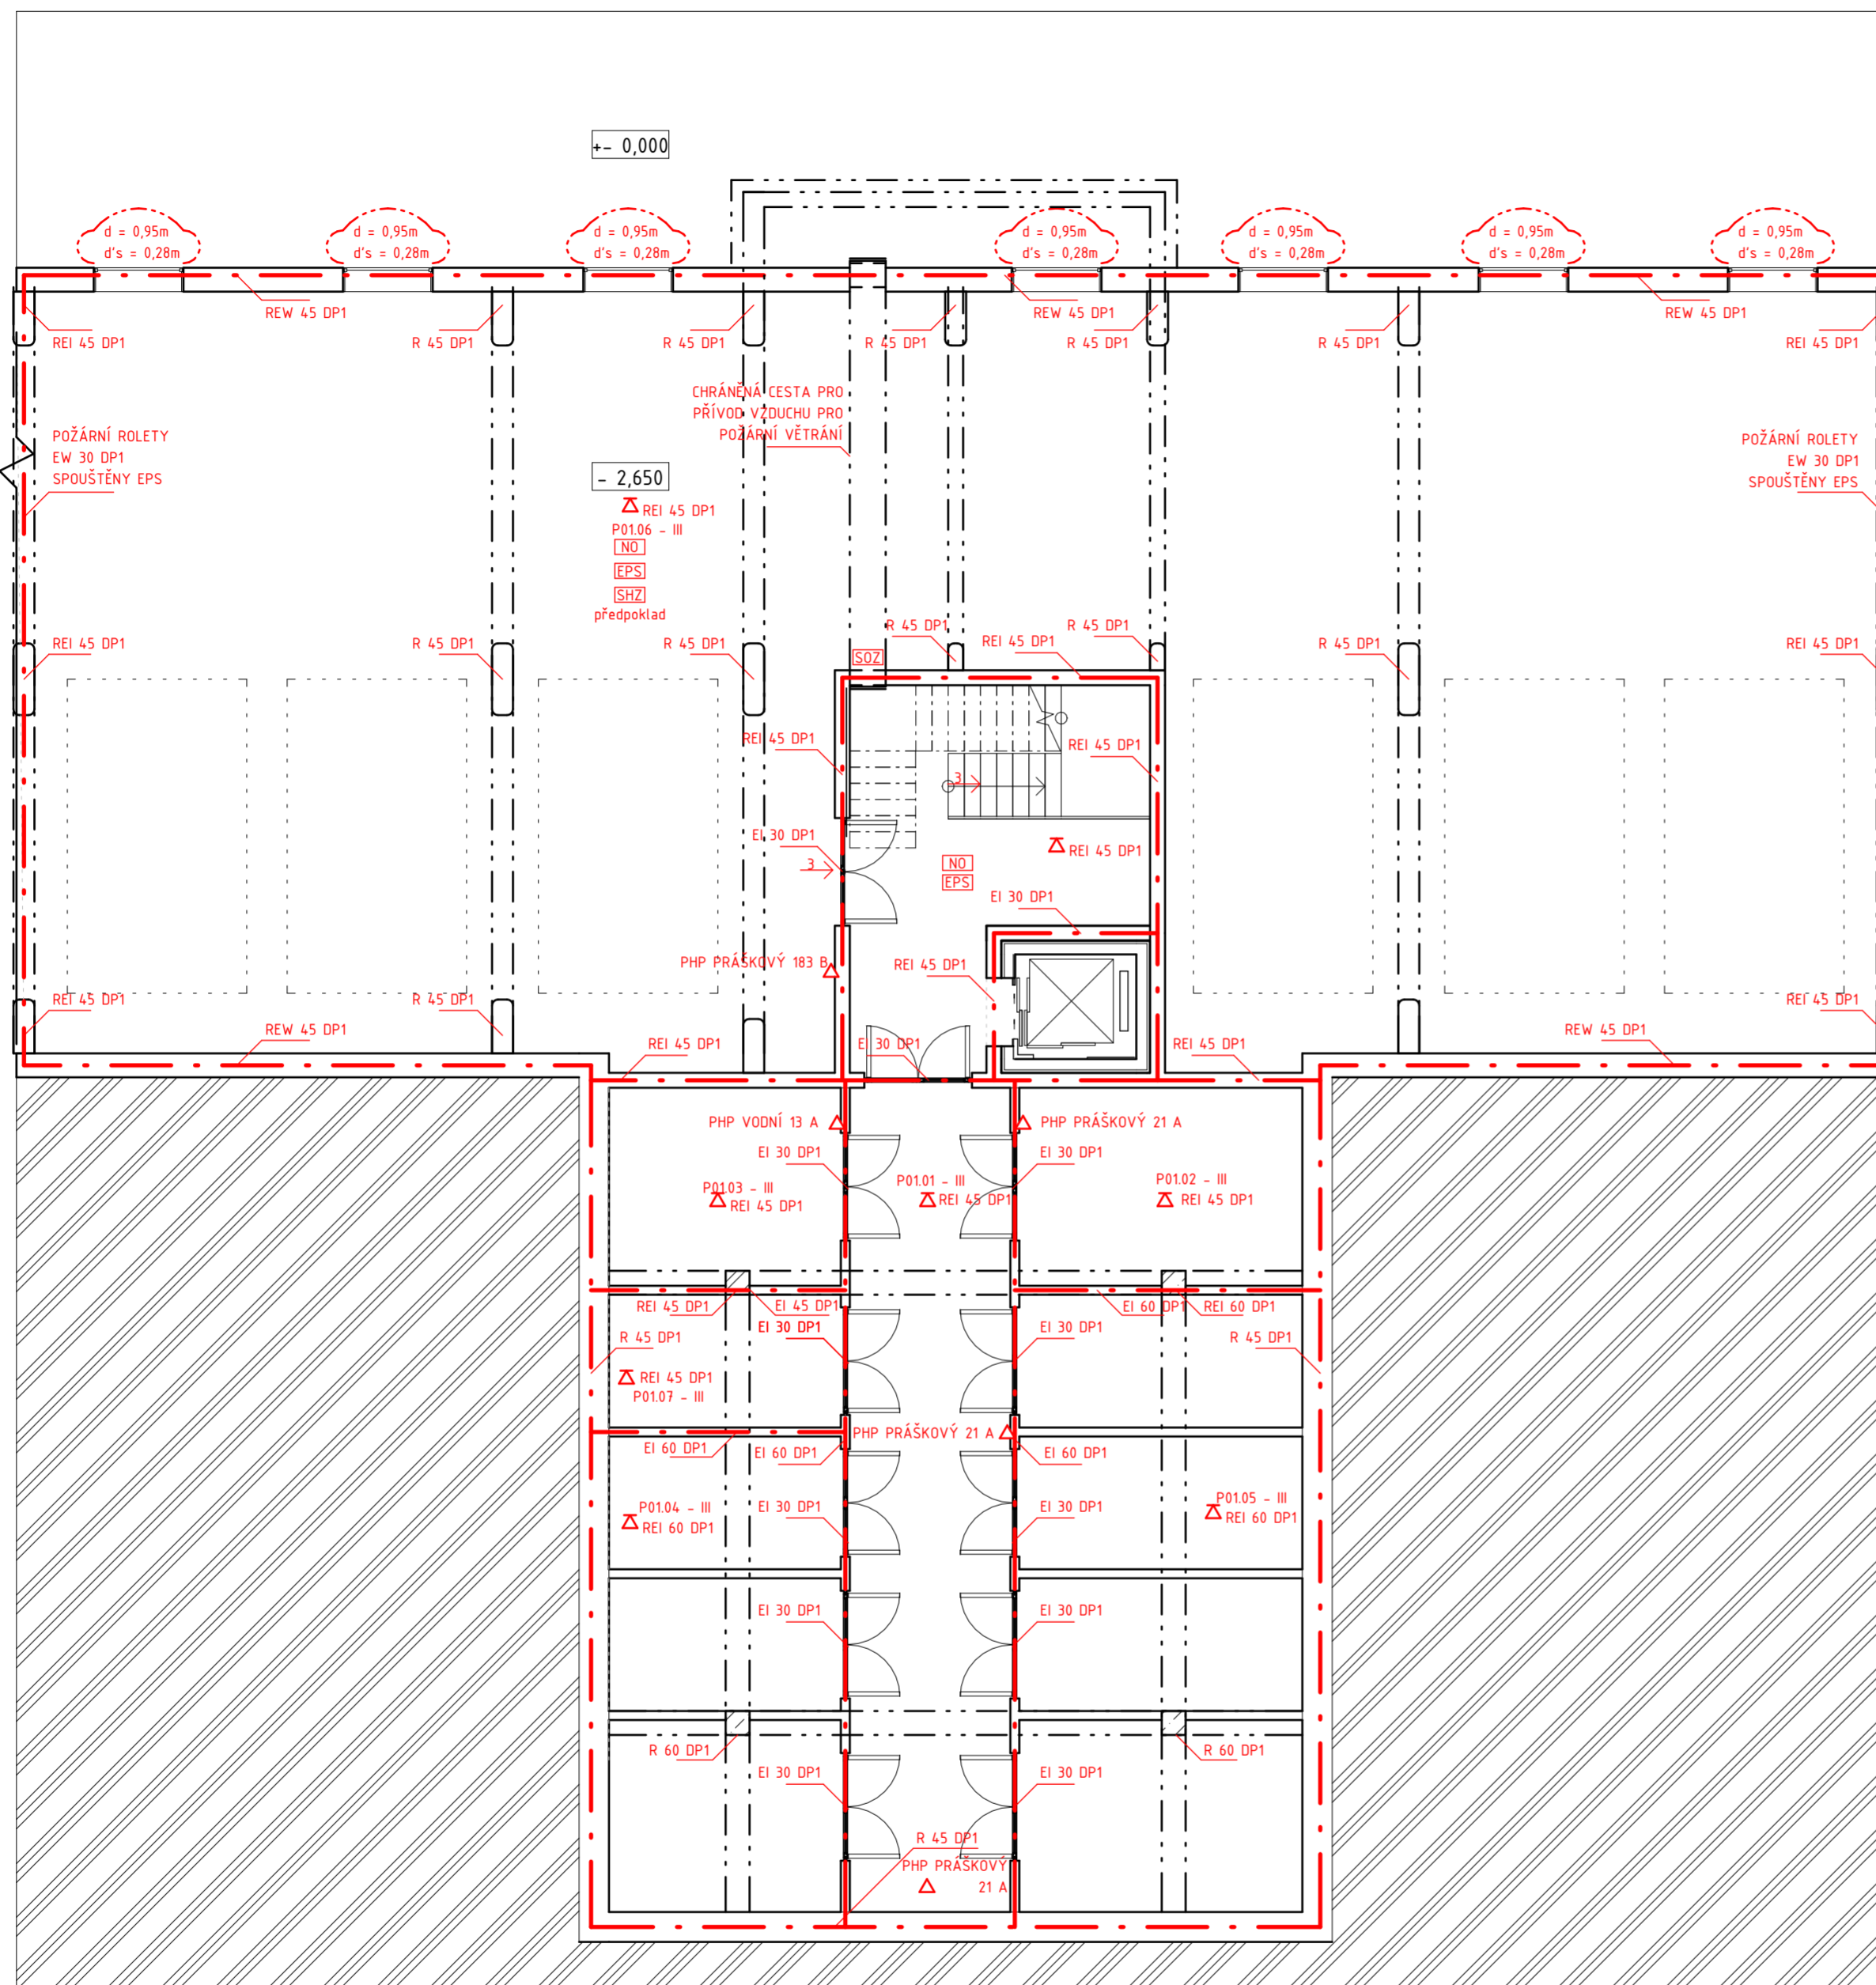 +- 0,000
d = 0,95m
d's = 0,28m
d = 0,95m
d's = 0,28m
d = 0,95m
d's = 0,28m
d = 0,95m
d's = 0,28m
d = 0,95m
d's = 0,28m
d = 0,95m
d's = 0,28m
d = 0,95m
d's = 0,28m
REW 45 DP1
REW 45 DP1
REW 45 DP1
REI 45 DP1
R 45 DP1
R 45 DP1
R 45 DP1
R 45 DP1
R 45 DP1
REI 45 DP1
CHRÁNĚNÁ CESTA PRO
PŘÍVOD VZDUCHU PRO
POŽÁRNÍ VĚTRÁNÍ
POŽÁRNÍ ROLETY
EW 30 DP1
SPOUŠTĚNY EPS
POŽÁRNÍ ROLETY
EW 30 DP1
SPOUŠTĚNY EPS
- 2,650
REI 45 DP1
P01.06 - III
NO
EPS
SHZ
předpoklad
R 45 DP1
REI 45 DP1
R 45 DP1
REI 45 DP1
R 45 DP1
R 45 DP1
R 45 DP1
REI 45 DP1
SOZ
REI 45 DP1
REI 45 DP1
3
EI 30 DP1
3
REI 45 DP1
NO
EPS
EI 30 DP1
PHP PRÁŠKOVÝ 183 B
REI 45 DP1
REI 45 DP1
R 45 DP1
REI 45 DP1
REW 45 DP1
REW 45 DP1
REI 45 DP1
EI 30 DP1
REI 45 DP1
PHP VODNÍ 13 A
PHP PRÁŠKOVÝ 21 A
EI 30 DP1
EI 30 DP1
P01.03 - III
REI 45 DP1
P01.01 - III
REI 45 DP1
P01.02 - III
REI 45 DP1
REI 45 DP1
EI 45 DP1
EI 60 DP1
REI 60 DP1
EI 30 DP1
EI 30 DP1
R 45 DP1
R 45 DP1
REI 45 DP1
P01.07 - III
PHP PRÁŠKOVÝ 21 A
EI 60 DP1
EI 60 DP1
EI 60 DP1
P01.04 - III
REI 60 DP1
EI 30 DP1
EI 30 DP1
P01.05 - III
REI 60 DP1
EI 30 DP1
EI 30 DP1
R 60 DP1
R 60 DP1
EI 30 DP1
EI 30 DP1
R 45 DP1
PHP PRÁŠKOVÝ
21 A